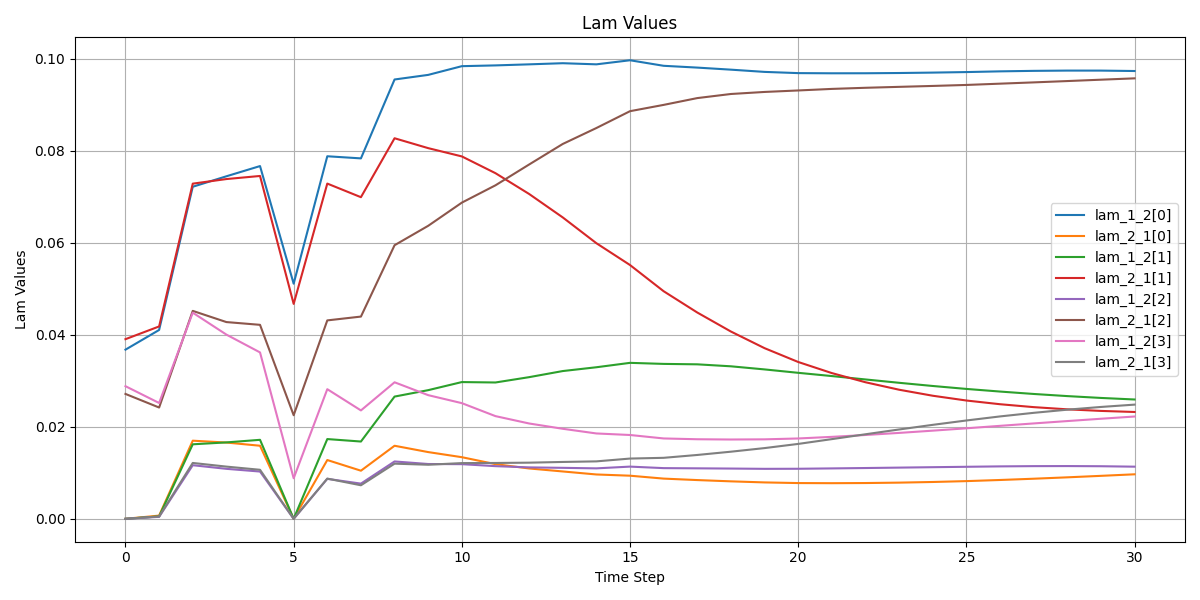 Lam Values
Lam Values
0.10
0.08
0.06
0.04
0.02
0.00
lam_1_2[0]
lam_2_1[0]
lam_1_2[1]
lam_2_1[1]
lam_1_2[2]
lam_2_1[2]
lam_1_2[3]
lam_2_1[3]
0 5 10 15 20 25 30
Time Step